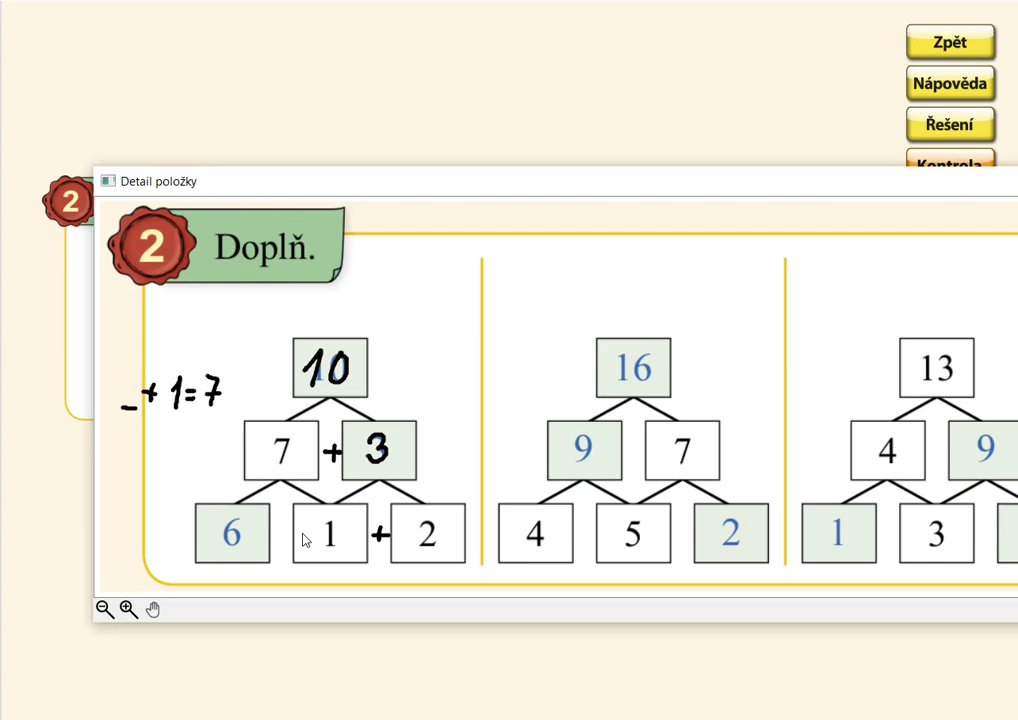 Zpět
Nápověda
Řešení
Kontrola
2
Detail položky
2 Doplň.
10 16 13
_ + 1 = 7
7 + 3 9 7 4 9
6 1 + 2 4 5 2 1 3